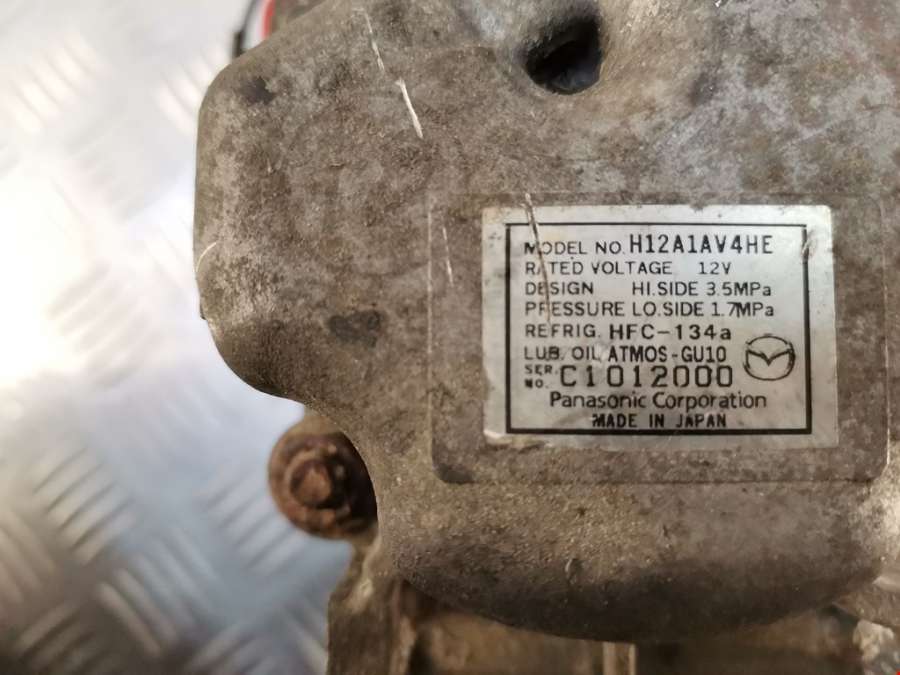 MODEL NO. H12A1AV4HE
RATED VOLTAGE 12V
DESIGN HI.SIDE 3.5MPa
PRESSURE LO.SIDE 1.7MPa
REFRIG. HFC-134a
LUB. OIL ATMOS-GU10
SER. NO. C1012000
Panasonic Corporation
MADE IN JAPAN